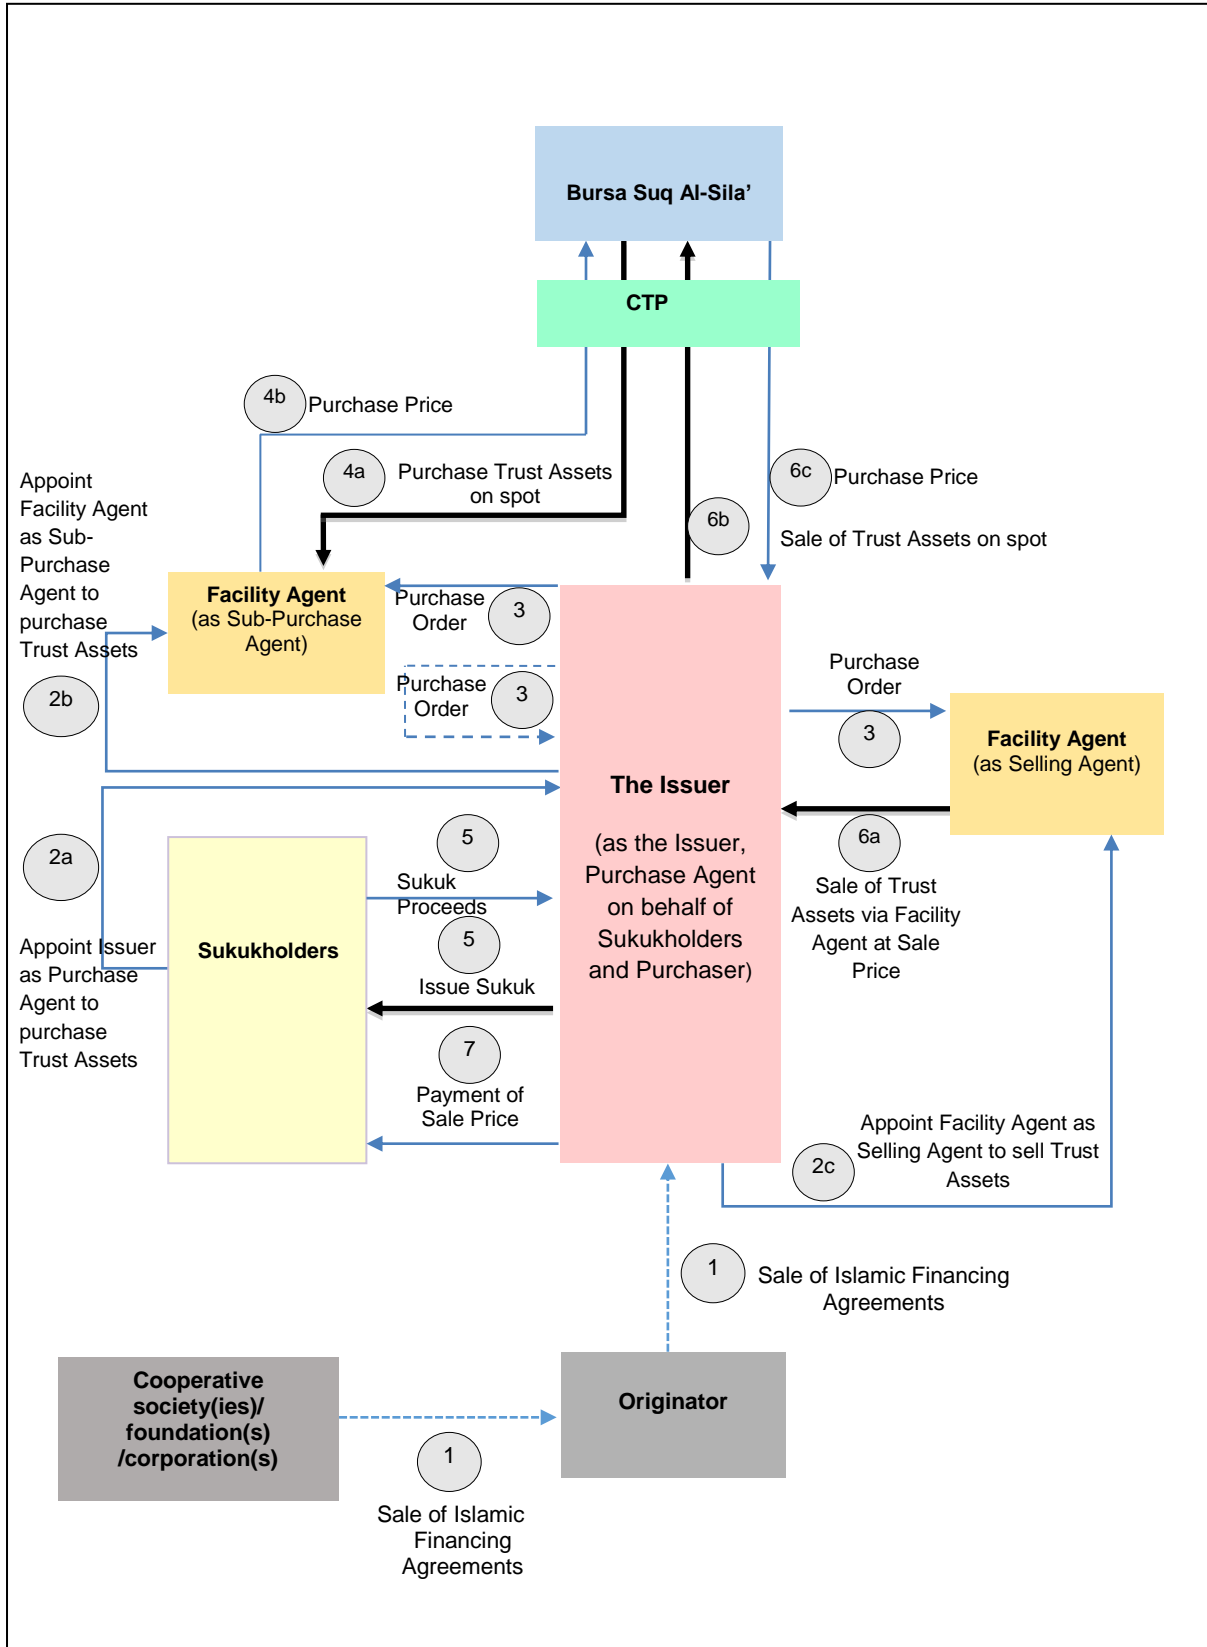 Bursa Suq Al-Sila’
CTP
4b
Purchase Price
4a
Purchase Trust Assets
on spot
6c
Purchase Price
6b
Sale of Trust Assets on spot
Appoint
Facility Agent
as Sub-
Purchase
Agent to
purchase
Trust Assets
2b
Facility Agent
(as Sub-Purchase
Agent)
Purchase
Order
3
Purchase
Order
3
Purchase
Order
3
Facility Agent
(as Selling Agent)
The Issuer
(as the Issuer,
Purchase Agent
on behalf of
Sukukholders
and Purchaser)
6a
Sale of Trust
Assets via Facility
Agent at Sale
Price
2a
Appoint Issuer
as Purchase
Agent to
purchase
Trust Assets
Sukukholders
5
Sukuk
Proceeds
5
Issue Sukuk
7
Payment of
Sale Price
Appoint Facility Agent as
Selling Agent to sell Trust
Assets
2c
1
Sale of Islamic Financing
Agreements
Cooperative
society(ies)/
foundation(s)
/corporation(s)
Originator
1
Sale of Islamic
Financing
Agreements